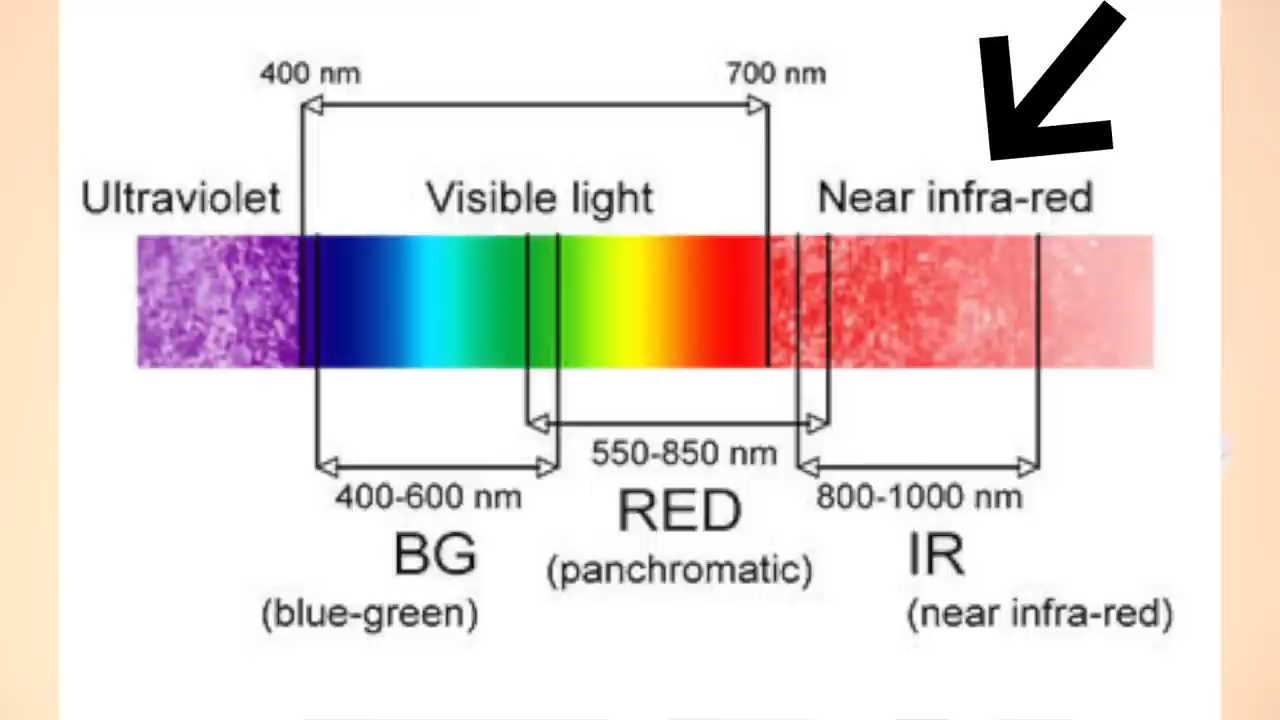 400 nm
700 nm
Ultraviolet
Visible light
Near infra-red
550-850 nm
400-600 nm
800-1000 nm
RED
BG
IR
(panchromatic)
(blue-green)
(near infra-red)